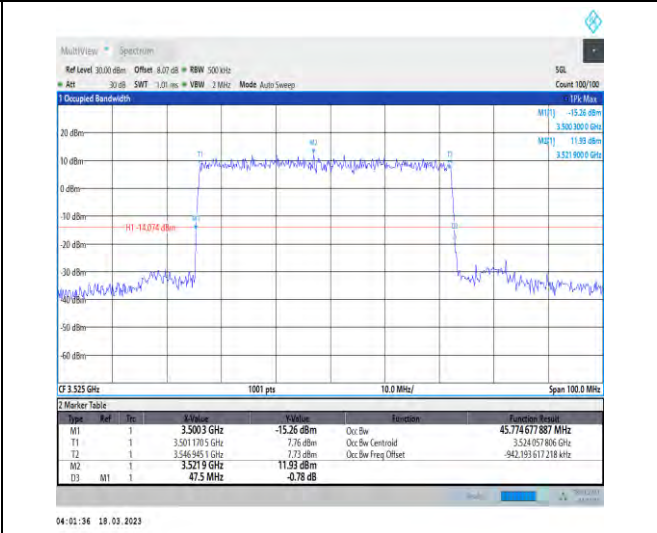 MultiView Spectrum
Ref Level 30.00 dBm Offset 8.07 dB RBW 500 kHz SGL
Att 30 dB SWT 1.01 ms VBW 2 MHz Mode Auto Sweep Count 100/100
1 Occupied Bandwidth 1Pk Max
M1[1] -15.26 dBm
3.500 300 0 GHz
M2[1] 11.93 dBm
3.521 900 0 GHz
20 dBm
M2
10 dBm
T1
0 dBm
-10 dBm
M1
H1 -14.074 dBm
D3
-20 dBm
-30 dBm
-40 dBm
-50 dBm
-60 dBm
CF 3.525 GHz 1001 pts 10.0 MHz/ Span 100.0 MHz
2 Marker Table
Type Ref Trc X-Value Y-Value Function Function Result
M1 1 3.5003 GHz -15.26 dBm Occ Bw 45.774 677 887 MHz
T1 1 3.501 170 5 GHz 7.76 dBm Occ Bw Centroid 3.524 057 806 GHz
T2 1 3.546 945 1 GHz 7.73 dBm Occ Bw Freq Offset -942.193 617 218 kHz
M2 1 3.521 9 GHz 11.93 dBm
D3 M1 1 47.5 MHz -0.78 dB
04:01:36 18.03.2023